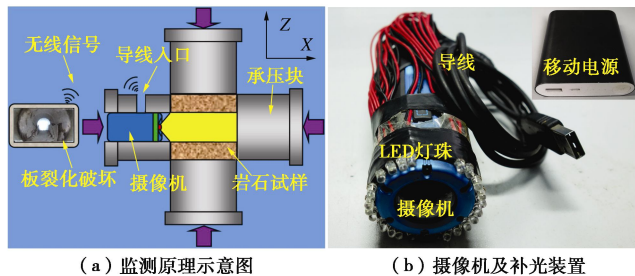 无线信号
导线入口
Z
X
承压块
板裂化破坏
摄像机
岩石试样
导线
移动电源
LED灯珠
摄像机
（a）监测原理示意图
（b）摄像机及补光装置